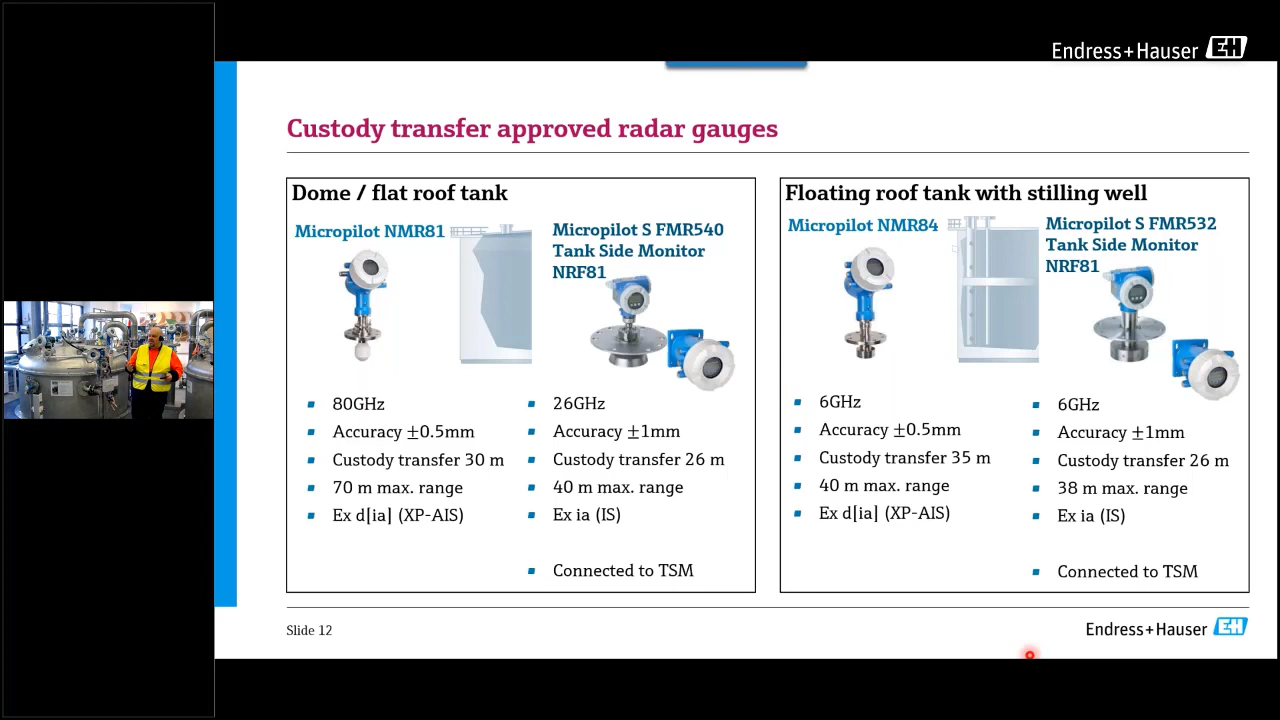 Endress+Hauser EH
Custody transfer approved radar gauges
Dome / flat roof tank
Micropilot NMR81
Micropilot S FMR540
Tank Side Monitor
NRF81
80GHz
Accuracy ±0.5mm
Custody transfer 30 m
70 m max. range
Ex d[ia] (XP-AIS)
26GHz
Accuracy ±1mm
Custody transfer 26 m
40 m max. range
Ex ia (IS)
Connected to TSM
Floating roof tank with stilling well
Micropilot NMR84
Micropilot S FMR532
Tank Side Monitor
NRF81
6GHz
Accuracy ±0.5mm
Custody transfer 35 m
40 m max. range
Ex d[ia] (XP-AIS)
6GHz
Accuracy ±1mm
Custody transfer 26 m
38 m max. range
Ex ia (IS)
Connected to TSM
Slide 12
Endress+Hauser EH